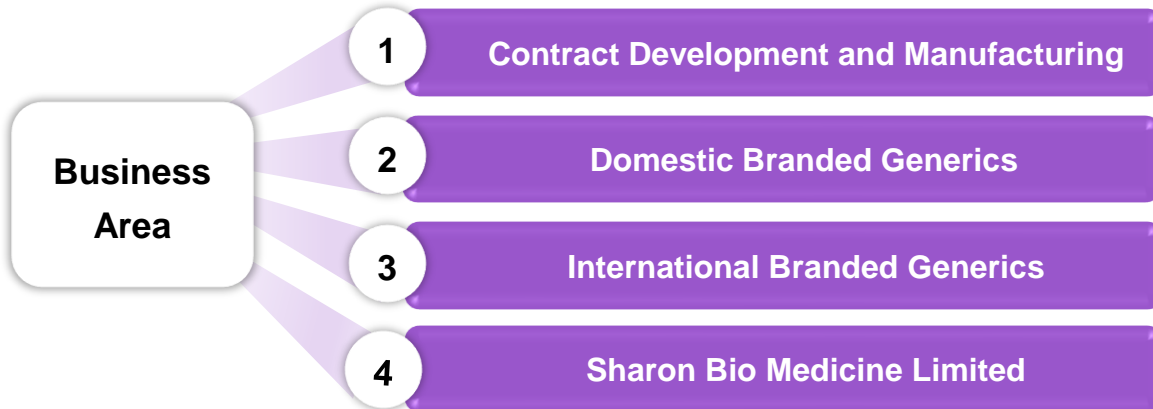 Business
Area
1
Contract Development and Manufacturing
2
Domestic Branded Generics
3
International Branded Generics
4
Sharon Bio Medicine Limited